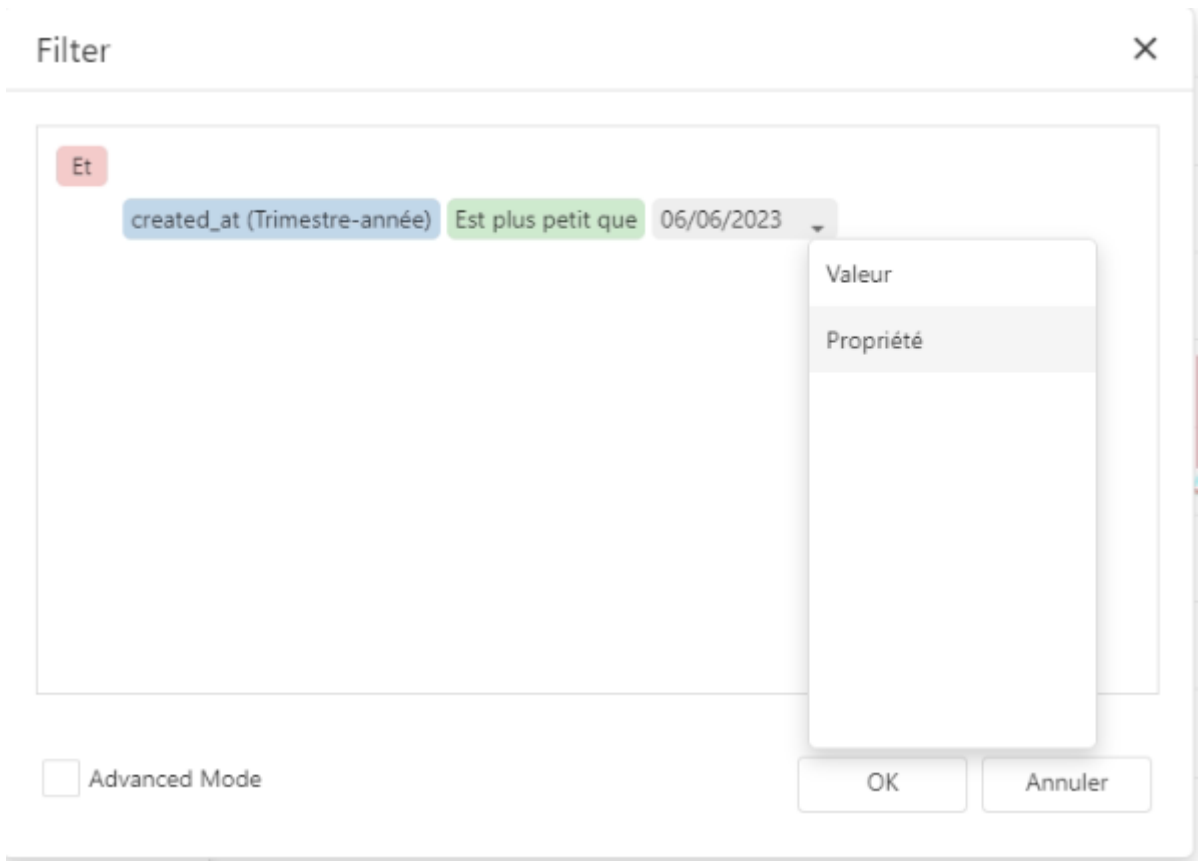 Filter
Et
created_at (Trimestre-année) Est plus petit que 06/06/2023
Valeur
Propriété
Advanced Mode
OK
Annuler